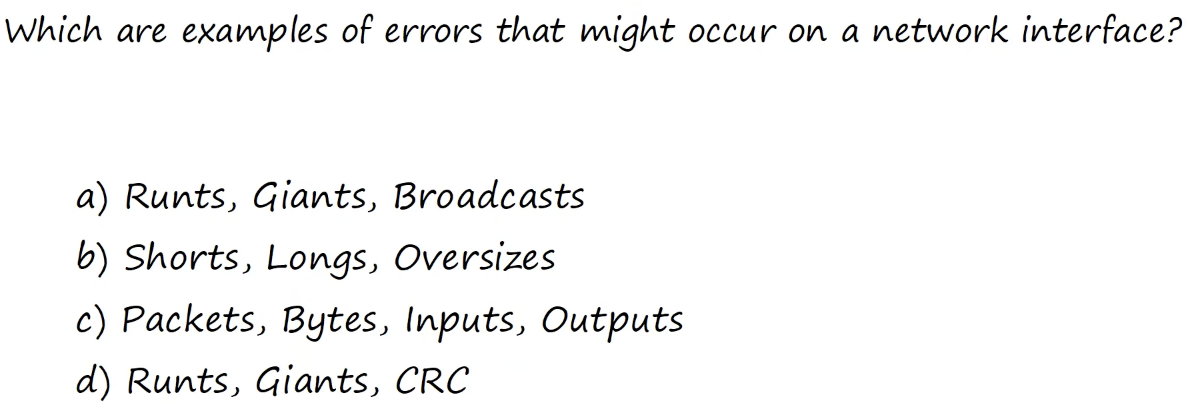 Which are examples of errors that might occur on a network interface?
a) Runts, Giants, Broadcasts
b) Shorts, Longs, Oversizes
c) Packets, Bytes, Inputs, Outputs
d) Runts, Giants, CRC